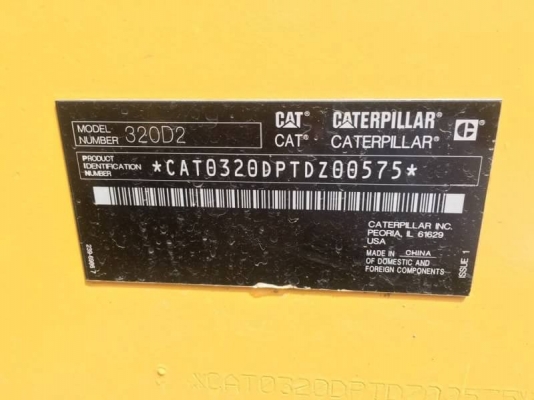 MODEL
NUMBER 320D2
CAT CATERPILLAR C
CAT® CATERPILLAR®
PRODUCT
IDENTIFICATION
NUMBER
*CAT0320DPTDZ00575*
CATERPILLAR INC.
PEORIA, IL 61629
USA
MADE IN CHINA
OF DOMESTIC AND
FOREIGN COMPONENTS
ISSUE 1
XCAT0320DPTDZ00575X